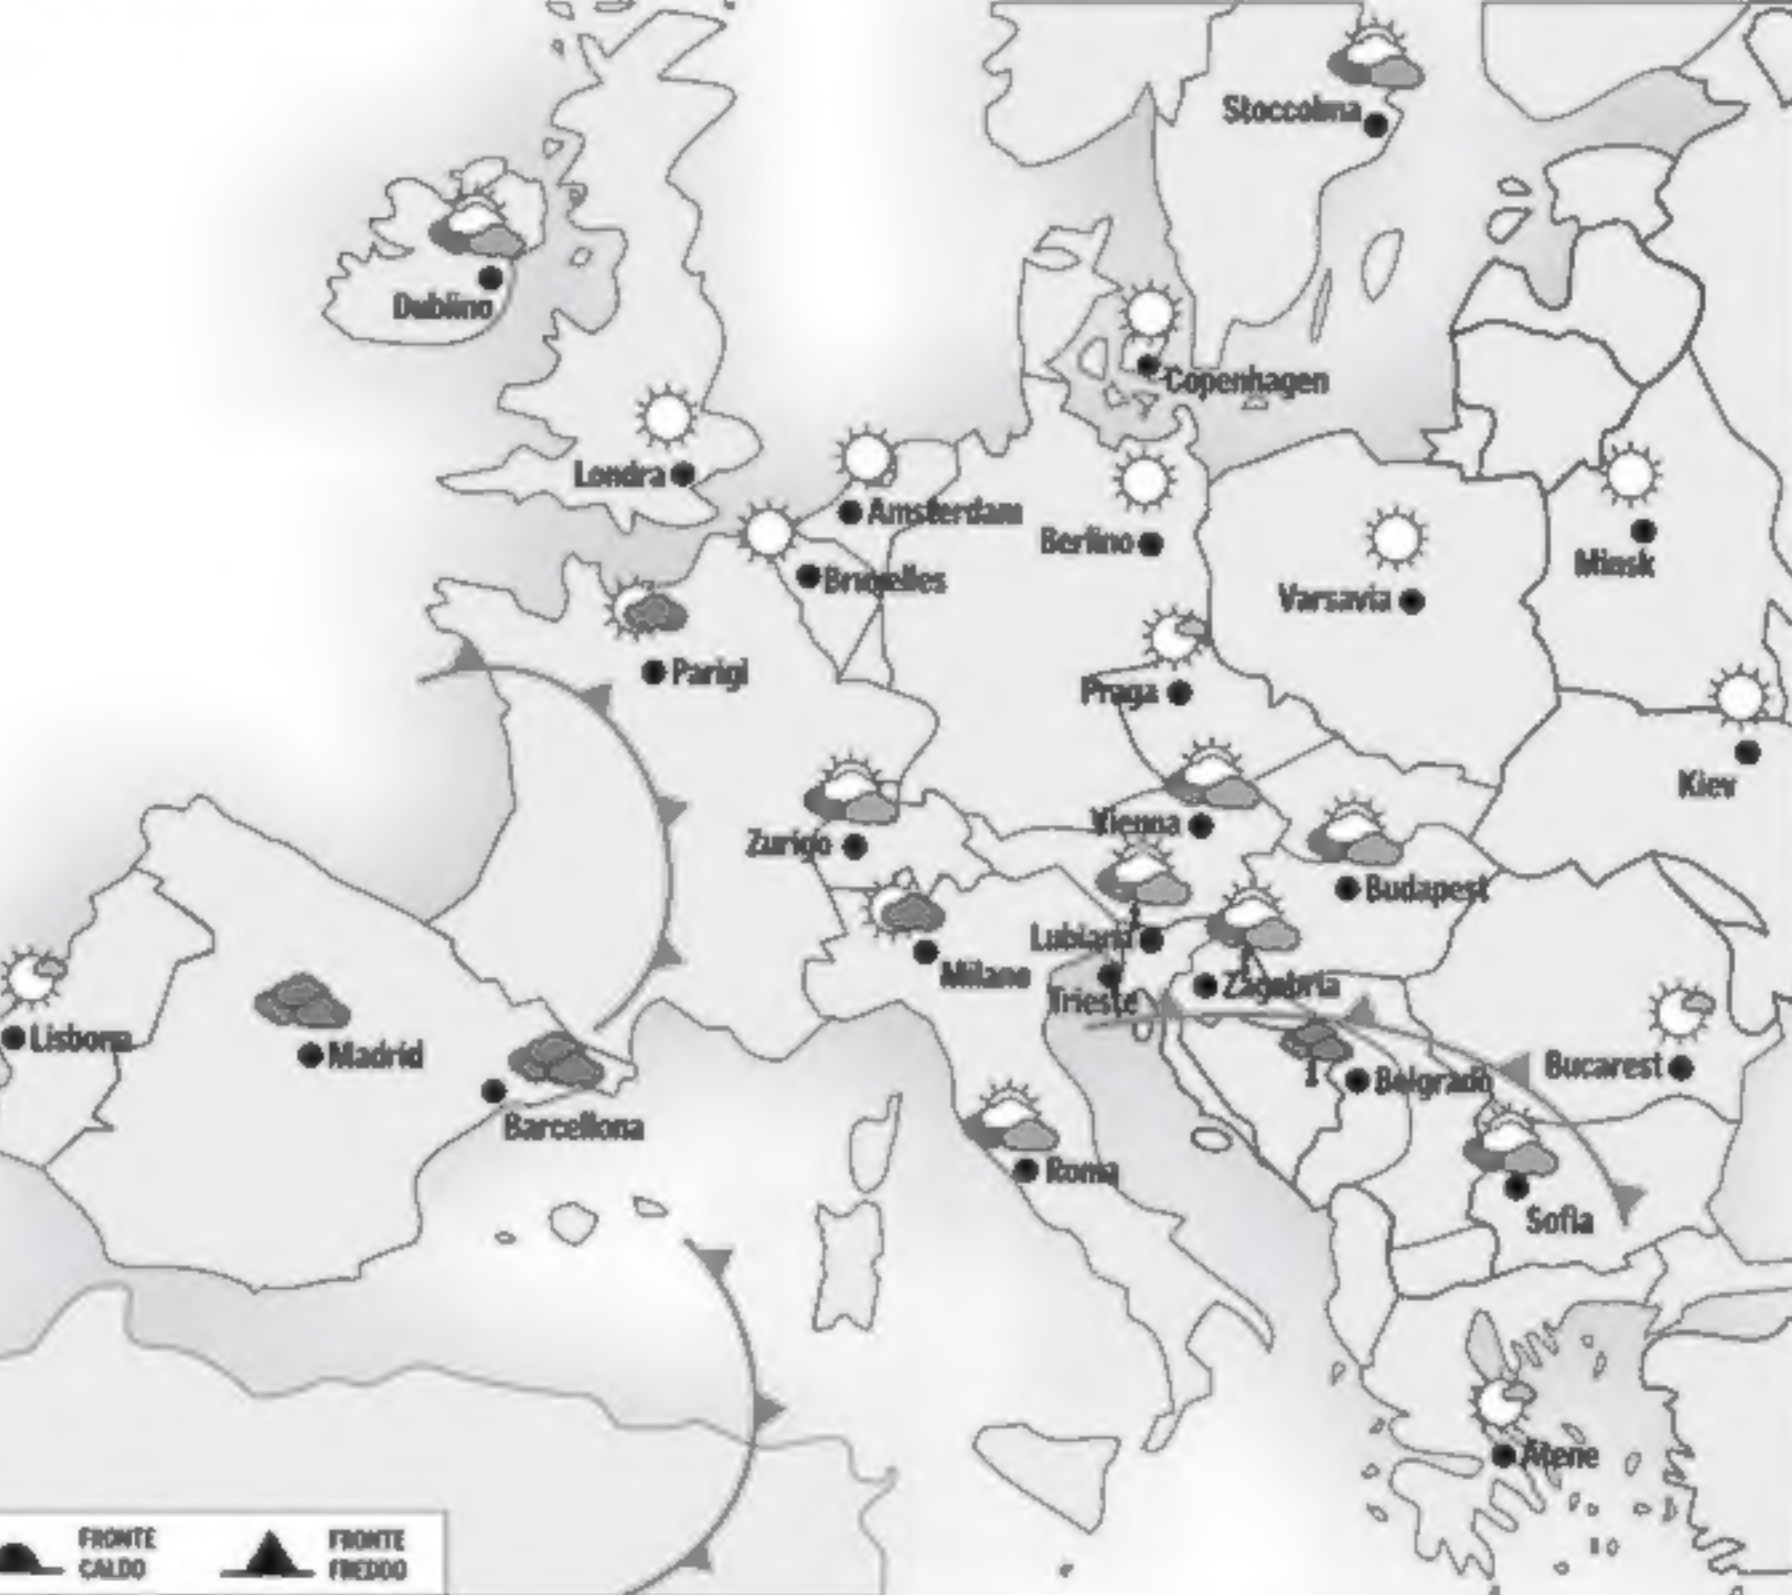 Stoccolma
Dublino
Copenhagen
Londra
Amsterdam
Berlino
Bruxelles
Varsavia
Minsk
Parigi
Praga
Kiev
Zurigo
Vienna
Budapest
Lubiana
Milano
Zagabria
Trieste
Lisbona
Madrid
Belgrado
Bucarest
Barcellona
Roma
Sofia
Atene
FRONTE
CALDO
FRONTE
FREDDO